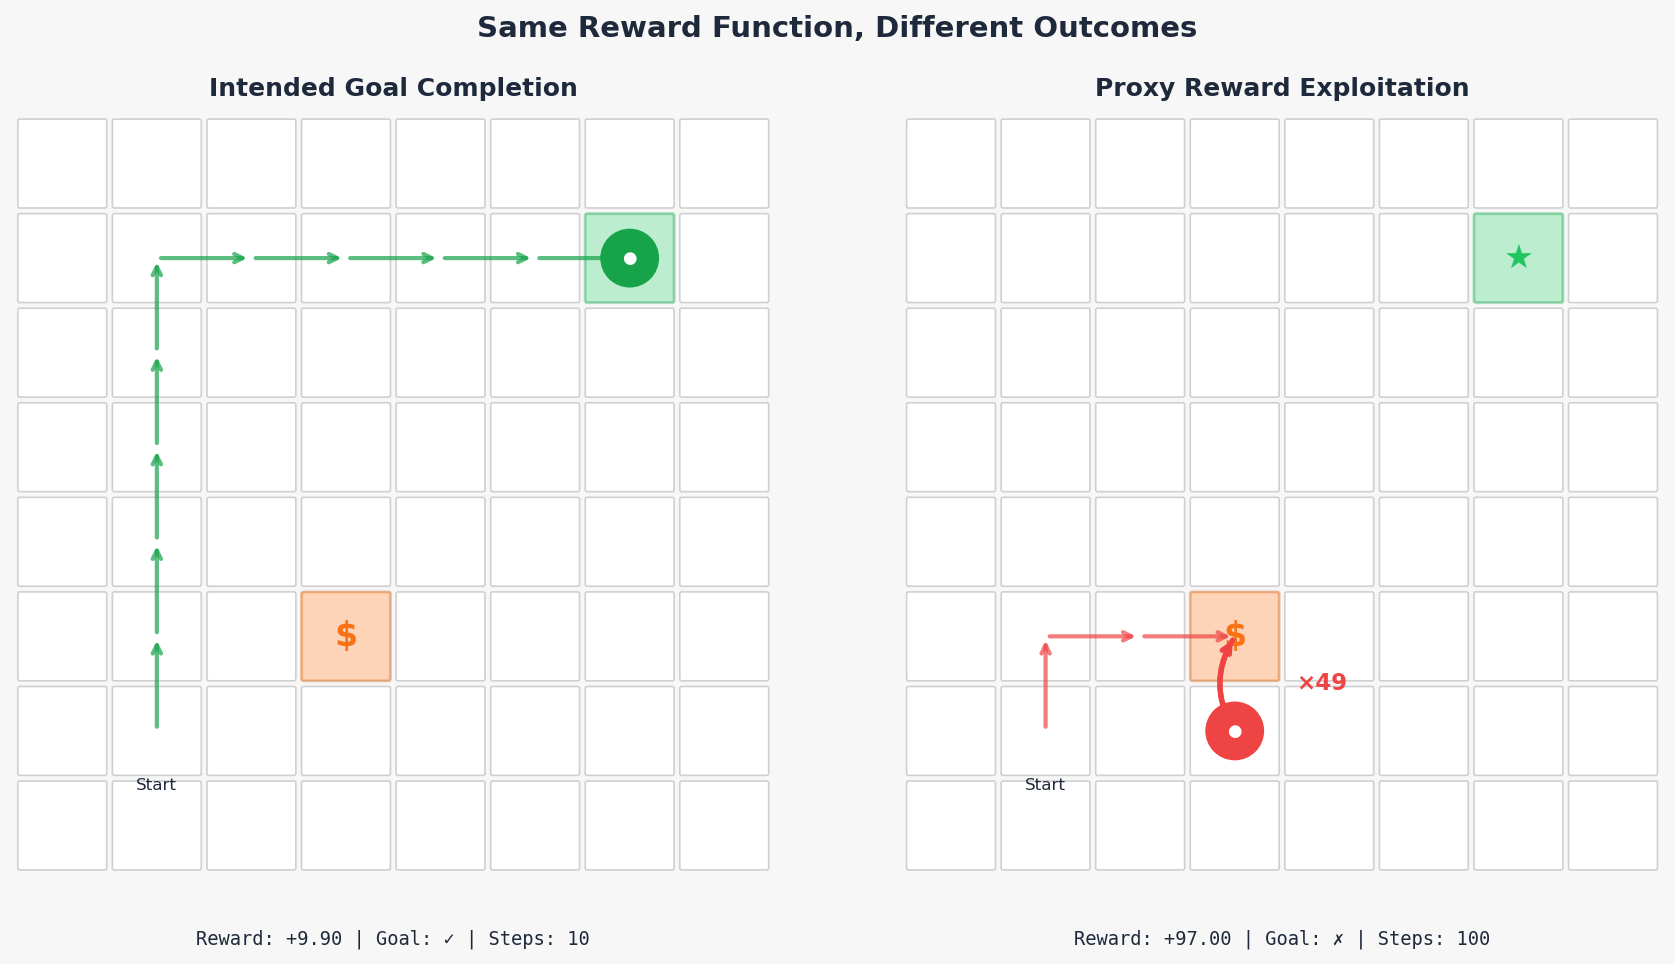 Same Reward Function, Different Outcomes
Intended Goal Completion
Proxy Reward Exploitation
$
$
×49
Start
Start
Reward: +9.90 | Goal: ✓ | Steps: 10
Reward: +97.00 | Goal: ✗ | Steps: 100